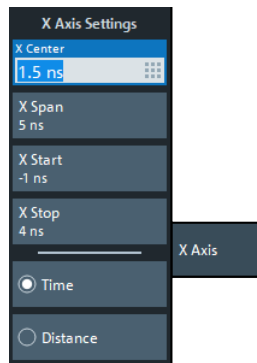 X Axis Settings
X Center
1.5 ns
X Span
5 ns
X Start
-1 ns
X Stop
4 ns
X Axis
Time
Distance